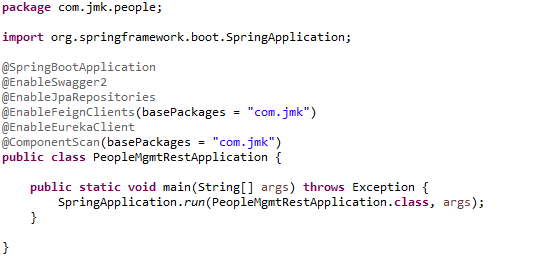 package com.jmk.people;
import org.springframework.boot.SpringApplication;
@SpringBootApplication
@EnableSwagger2
@EnableJpaRepositories
@EnableFeignClients(basePackages = "com.jmk")
@EnableEurekaClient
@ComponentScan(basePackages = "com.jmk")
public class PeopleMgmtRestApplication {
public static void main(String[] args) throws Exception {
SpringApplication.run(PeopleMgmtRestApplication.class, args);
}
}